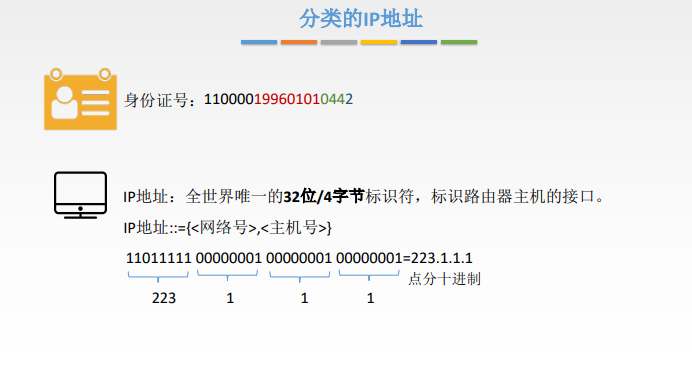 分类的IP地址
身份证号：110000199601010442
IP地址：全世界唯一的32位/4字节标识符，标识路由器主机的接口。
IP地址::={<网络号>,<主机号>}
11011111 00000001 00000001 00000001=223.1.1.1
点分十进制
223 1 1 1